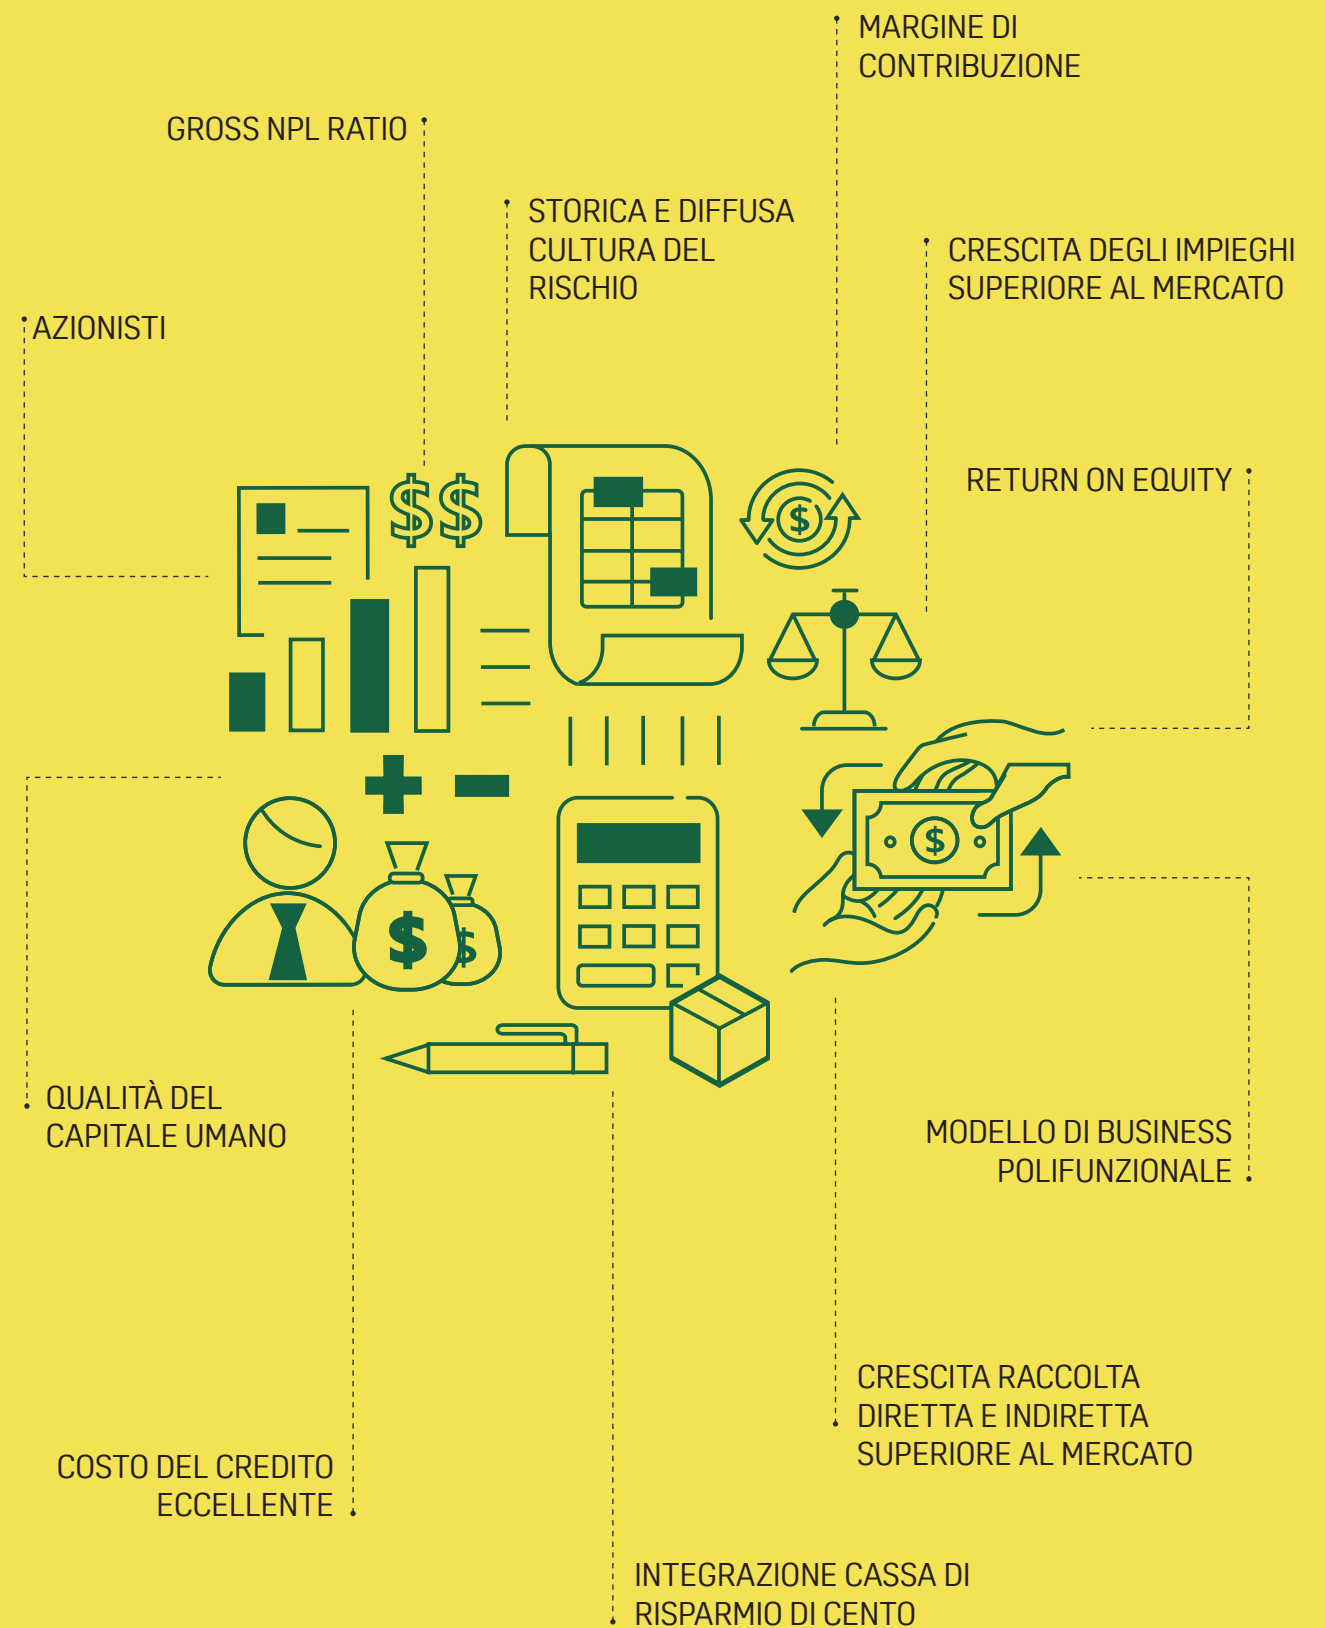 MARGINE DI
CONTRIBUZIONE
GROSS NPL RATIO
STORICA E DIFFUSA
CULTURA DEL
RISCHIO
CRESCITA DEGLI IMPIEGHI
SUPERIORE AL MERCATO
AZIONISTI
RETURN ON EQUITY
$$
$
$
$
$
QUALITÀ DEL
CAPITALE UMANO
MODELLO DI BUSINESS
POLIFUNZIONALE
CRESCITA RACCOLTA
DIRETTA E INDIRETTA
SUPERIORE AL MERCATO
COSTO DEL CREDITO
ECCELLENTE
INTEGRAZIONE CASSA DI
RISPARMIO DI CENTO